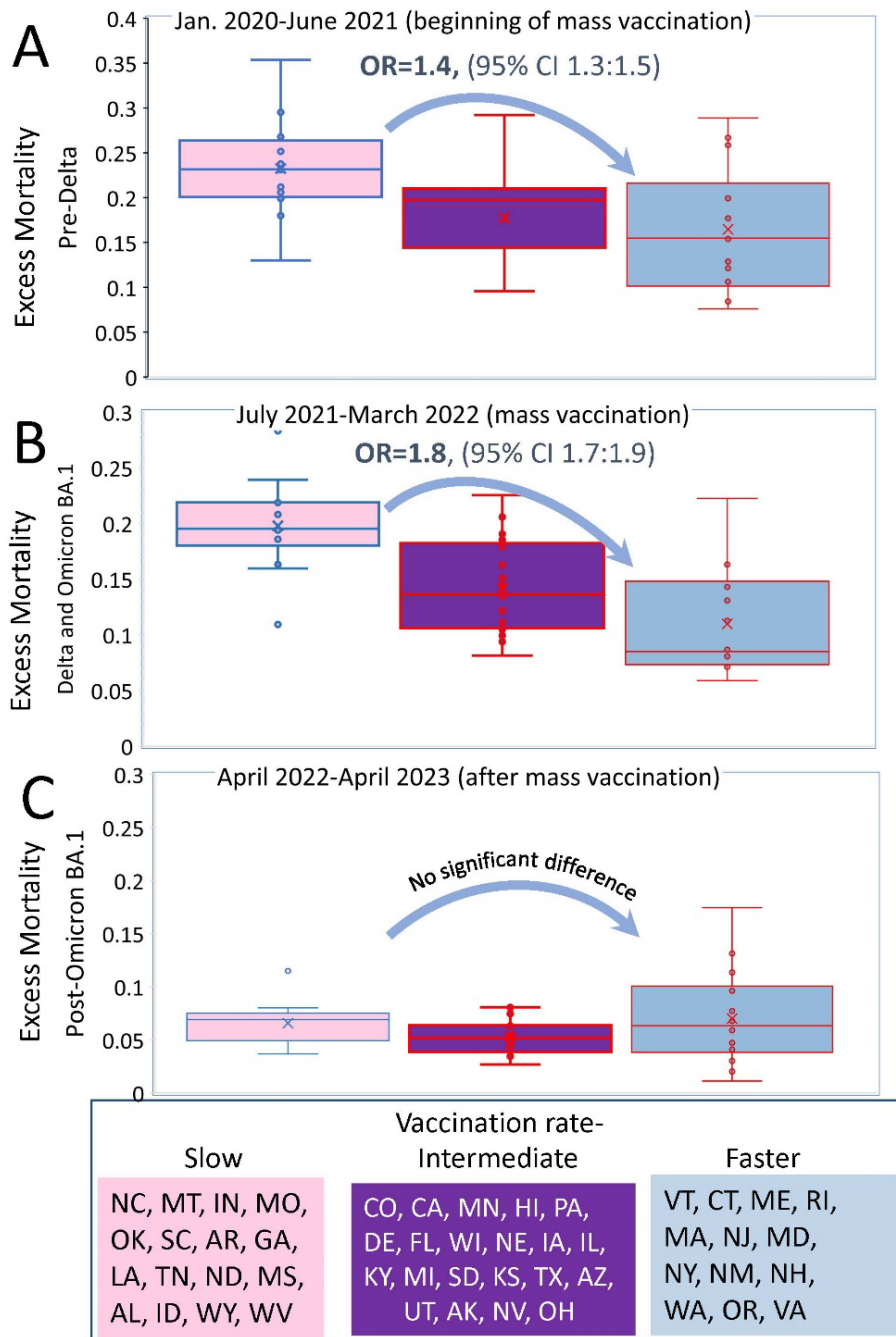 A
Jan. 2020-June 2021 (beginning of mass vaccination)
OR=1.4, (95% CI 1.3:1.5)
Excess Mortality
Pre-Delta
0.4
0.35
0.3
0.25
0.2
0.15
0.1
0.05
0
B
July 2021-March 2022 (mass vaccination)
OR=1.8, (95% CI 1.7:1.9)
Excess Mortality
Delta and Omicron BA.1
0.3
0.25
0.2
0.15
0.1
0.05
0
C
April 2022-April 2023 (after mass vaccination)
No significant difference
Excess Mortality
Post-Omicron BA.1
0.3
0.25
0.2
0.15
0.1
0.05
0
Vaccination rate-
Slow
Intermediate
Faster
NC, MT, IN, MO,
OK, SC, AR, GA,
LA, TN, ND, MS,
AL, ID, WY, WV
CO, CA, MN, HI, PA,
DE, FL, WI, NE, IA, IL,
KY, MI, SD, KS, TX, AZ,
UT, AK, NV, OH
VT, CT, ME, RI,
MA, NJ, MD,
NY, NM, NH,
WA, OR, VA